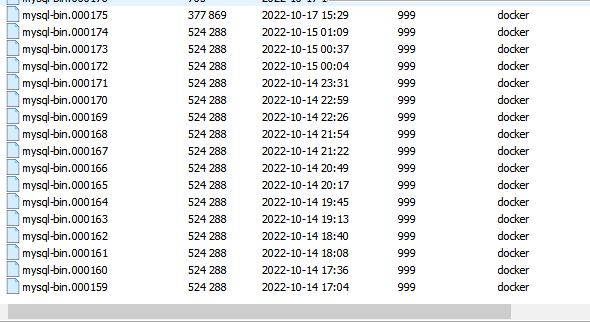 mysql-bin.000175 377 869 2022-10-17 15:29 999 docker
mysql-bin.000174 524 288 2022-10-15 01:09 999 docker
mysql-bin.000173 524 288 2022-10-15 00:37 999 docker
mysql-bin.000172 524 288 2022-10-15 00:04 999 docker
mysql-bin.000171 524 288 2022-10-14 23:31 999 docker
mysql-bin.000170 524 288 2022-10-14 22:59 999 docker
mysql-bin.000169 524 288 2022-10-14 22:26 999 docker
mysql-bin.000168 524 288 2022-10-14 21:54 999 docker
mysql-bin.000167 524 288 2022-10-14 21:22 999 docker
mysql-bin.000166 524 288 2022-10-14 20:49 999 docker
mysql-bin.000165 524 288 2022-10-14 20:17 999 docker
mysql-bin.000164 524 288 2022-10-14 19:45 999 docker
mysql-bin.000163 524 288 2022-10-14 19:13 999 docker
mysql-bin.000162 524 288 2022-10-14 18:40 999 docker
mysql-bin.000161 524 288 2022-10-14 18:08 999 docker
mysql-bin.000160 524 288 2022-10-14 17:36 999 docker
mysql-bin.000159 524 288 2022-10-14 17:04 999 docker